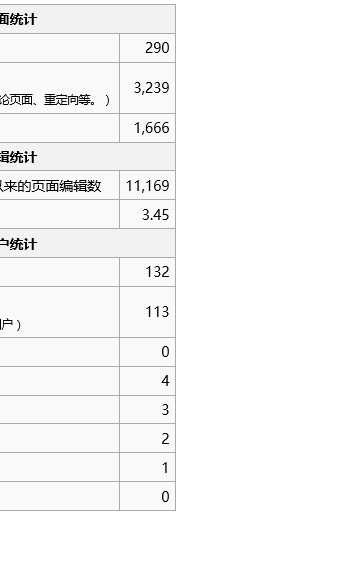 面统计
290
3,239
论页面、重定向等。）
1,666
辑统计
以来的页面编辑数 11,169
3.45
户统计
132
113
用户）
0
4
3
2
1
0